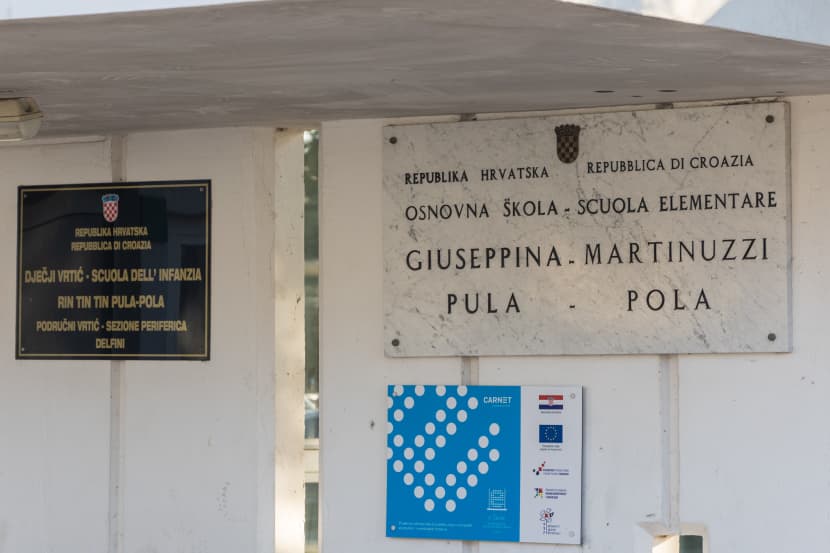 REPUBLIKA HRVATSKA
REPUBBLICA DI CROAZIA
DJEČJI VRTIĆ - SCUOLA DELL' INFANZIA
RIN TIN TIN PULA-POLA
PODRUČNI VRTIĆ - SEZIONE PERIFERICA
DELFINI
REPUBLIKA HRVATSKA REPUBBLICA DI CROAZIA
OSNOVNA ŠKOLA - SCUOLA ELEMENTARE
GIUSEPPINA - MARTINUZZI
PULA - POLA
CARNET